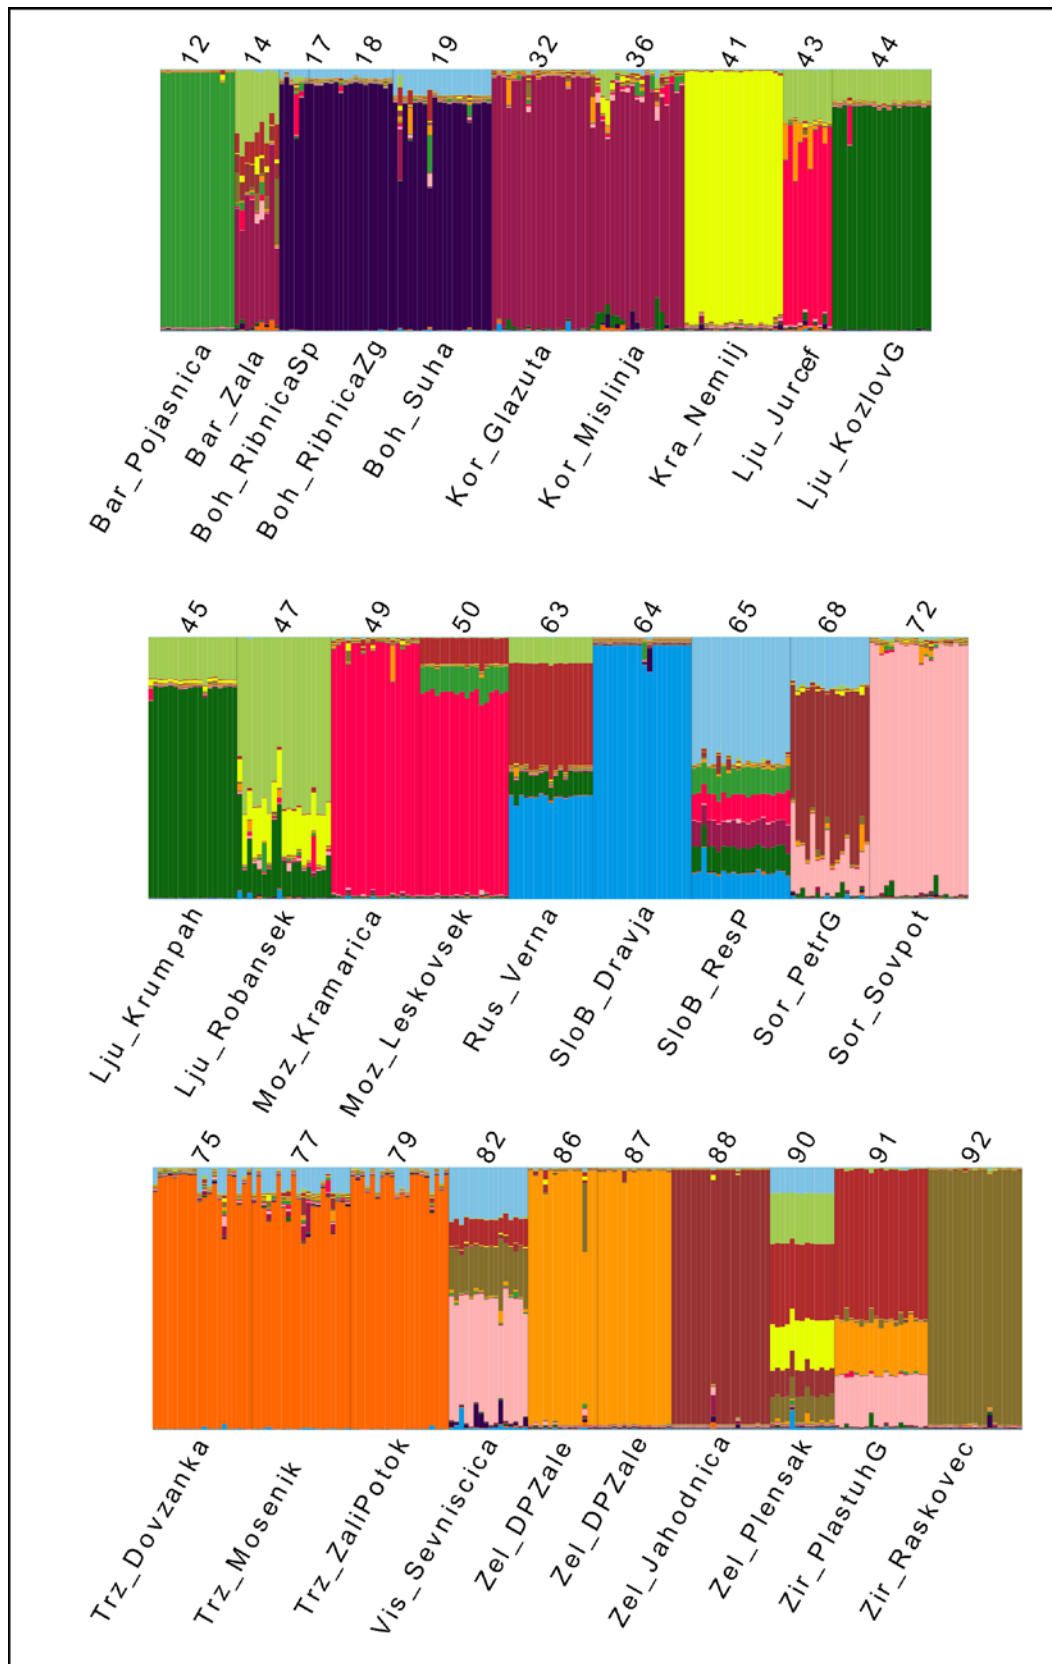 12 14 17 18 19 32 36 41 43 44
Bar_Pojasnica Bar_Zala Boh_RibnicaSp Boh_RibnicaZg Boh_Suha Kor_Glazuta Kor_Mislinja Kra_Nemilj Lju_Jurcef Lju_KozlovG
45 47 49 50 63 64 65 68 72
Lju_Krumpah Lju_Robansek Moz_Kramarica Moz_Leskovsek Rus_Verna SloB_Dravja SloB_ResP Sor_PetrG Sor_Sovpot
75 77 79 82 86 87 88 90 91 92
Trz_Dovzanka Trz_Mosenik Trz_ZaliPotok Vis_Sevniscica Zel_DPZale Zel_DPZale Zel_Jahodnica Zel_Plensak Zir_PlastuhG Zir_Raskovec